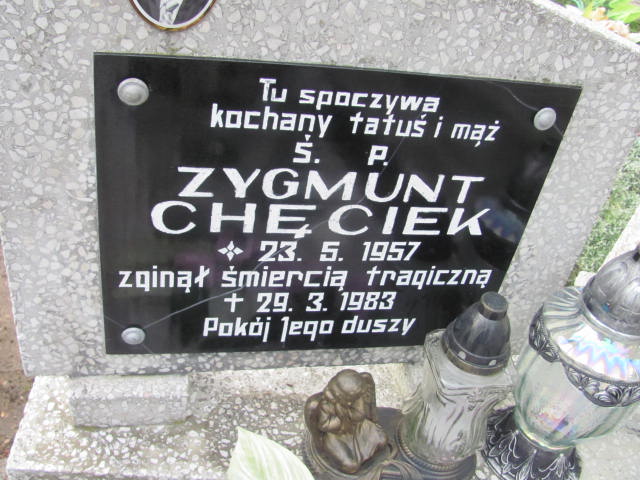 Tu spoczywa
kochany tatuś i mąż
Ś. P.
ZYGMUNT
CHĘCIEK
23. 5. 1957
zginął śmiercią tragiczną
† 29. 3. 1983
Pokój Jego duszy